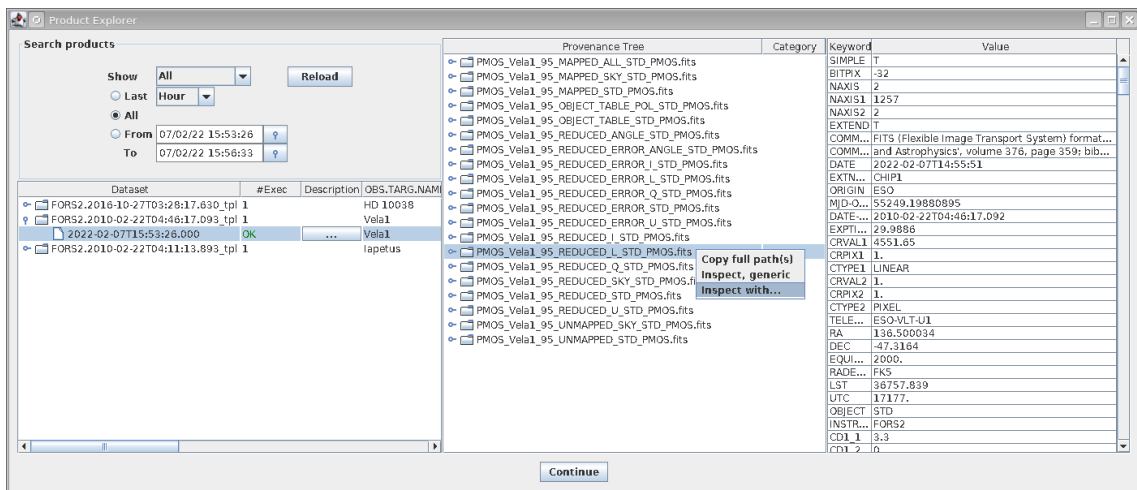 Product Explorer
Search products
Show All Reload
Last Hour
All
From 07/02/22 15:53:26
To 07/02/22 15:56:33
Dataset #Exec Description OBS.TARG.NAM
FORS2.2016-10-27T03:28:17.630_tpl 1 HD 10038
FORS2.2010-02-22T04:46:17.093_tpl 1 Vela1
2022-02-07T15:53:26.000 OK ... Vela1
FORS2.2010-02-22T04:11:13.893_tpl 1 Iapetus
Provenance Tree Category
PMOS_Vela1_95_MAPPED_ALL_STD_PMOS.fits
PMOS_Vela1_95_MAPPED_SKY_STD_PMOS.fits
PMOS_Vela1_95_MAPPED_STD_PMOS.fits
PMOS_Vela1_95_OBJECT_TABLE_POL_STD_PMOS.fits
PMOS_Vela1_95_OBJECT_TABLE_STD_PMOS.fits
PMOS_Vela1_95_REDUCED_ANGLE_STD_PMOS.fits
PMOS_Vela1_95_REDUCED_ERROR_ANGLE_STD_PMOS.fits
PMOS_Vela1_95_REDUCED_ERROR_I_STD_PMOS.fits
PMOS_Vela1_95_REDUCED_ERROR_L_STD_PMOS.fits
PMOS_Vela1_95_REDUCED_ERROR_Q_STD_PMOS.fits
PMOS_Vela1_95_REDUCED_ERROR_STD_PMOS.fits
PMOS_Vela1_95_REDUCED_ERROR_U_STD_PMOS.fits
PMOS_Vela1_95_REDUCED_I_STD_PMOS.fits
PMOS_Vela1_95_REDUCED_L_STD_PMOS.fits
PMOS_Vela1_95_REDUCED_Q_STD_PMOS.fits
PMOS_Vela1_95_REDUCED_SKY_STD_PMOS.fi
PMOS_Vela1_95_REDUCED_STD_PMOS.fits
PMOS_Vela1_95_REDUCED_U_STD_PMOS.fits
PMOS_Vela1_95_UNMAPPED_SKY_STD_PMOS.fits
PMOS_Vela1_95_UNMAPPED_STD_PMOS.fits
Copy full path(s)
Inspect, generic
Inspect with...
Keyword Value
SIMPLE T
BITPIX -32
NAXIS 2
NAXIS1 1257
NAXIS2 2
EXTEND T
COMM... FITS (Flexible Image Transport System) format...
COMM... and Astrophysics', volume 376, page 359; bib...
DATE 2022-02-07T14:55:51
EXTN... CHIP1
ORIGIN ESO
MJD-O... 55249.19880895
DATE-... 2010-02-22T04:46:17.092
EXPTI... 29.9886
CRVAL1 4551.65
CRPIX1 1.
CTYPE1 LINEAR
CRVAL2 1.
CRPIX2 1.
CTYPE2 PIXEL
TELE... ESO-VLT-U1
RA 136.500034
DEC -47.3164
EQUI... 2000.
RADE... FK5
LST 36757.839
UTC 17177.
OBJECT STD
INSTR... FORS2
CD1_1 3.3
CD1_2 0
Continue